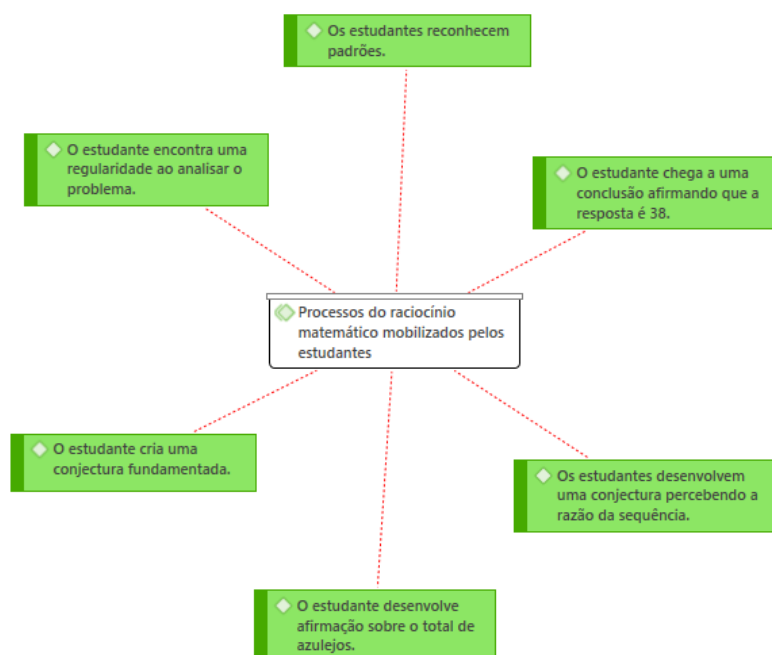 Os estudantes reconhecem
padrões.
O estudante encontra uma
regularidade ao analisar o
problema.
O estudante chega a uma
conclusão afirmando que a
resposta é 38.
Processos do raciocínio
matemático mobilizados pelos
estudantes
O estudante cria uma
conjectura fundamentada.
Os estudantes desenvolvem
uma conjectura percebendo a
razão da sequência.
O estudante desenvolve
afirmação sobre o total de
azulejos.